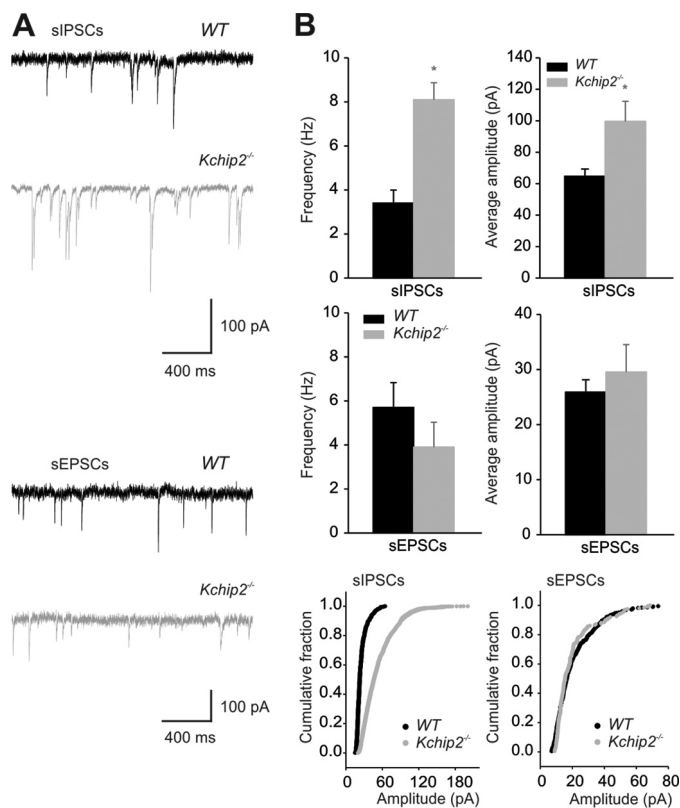 A
sIPSCs WT
Kchip2-/-
100 pA
400 ms
sEPSCs WT
Kchip2-/-
100 pA
400 ms
B
Frequency (Hz)
10
8
6
4
2
0
*
sIPSCs
Average amplitude (pA)
140
120
100
80
60
40
20
0
WT
Kchip2-/-
*
sIPSCs
Frequency (Hz)
10
8
6
4
2
0
WT
Kchip2-/-
sEPSCs
Average amplitude (pA)
40
30
20
10
0
sEPSCs
sIPSCs
Cumulative fraction
1.0
0.8
0.6
0.4
0.2
0.0
WT
Kchip2-/-
0 60 120 180
Amplitude (pA)
sEPSCs
Cumulative fraction
1.0
0.8
0.6
0.4
0.2
0.0
WT
Kchip2-/-
0 20 40 60 80
Amplitude (pA)